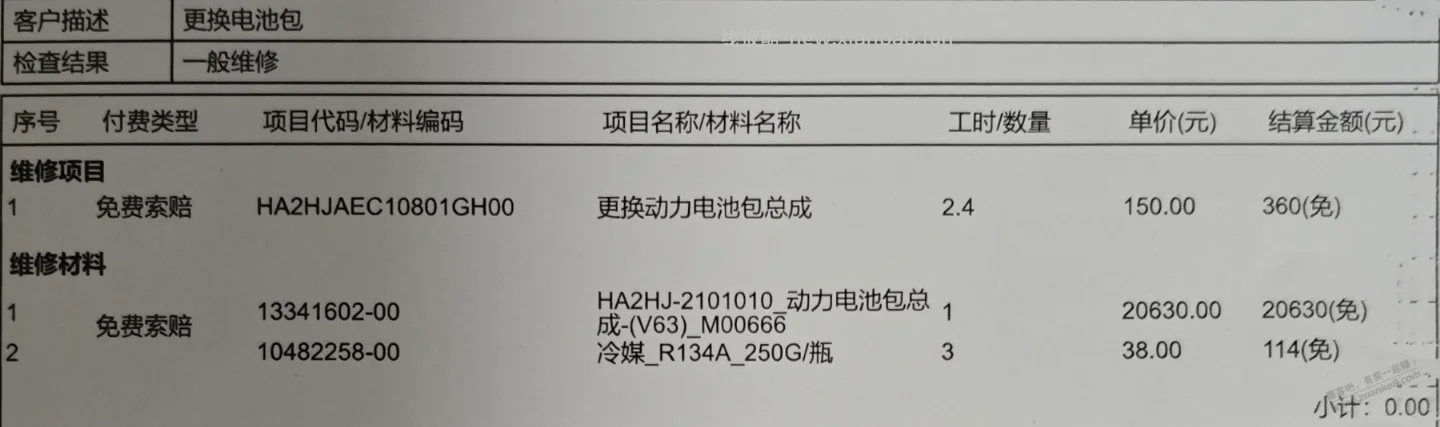 客户描述 更换电池包
检查结果 一般维修
序号 付费类型 项目代码/材料编码 项目名称/材料名称 工时/数量 单价(元) 结算金额(元)
维修项目
1 免费索赔 HA2HJAEC10801GH00 更换动力电池包总成 2.4 150.00 360(免)
维修材料
1 免费索赔 13341602-00 HA2HJ-2101010_动力电池包总成-(V63)_M00666 1 20630.00 20630(免)
2 10482258-00 冷媒_R134A_250G/瓶 3 38.00 114(免)
小计：0.00